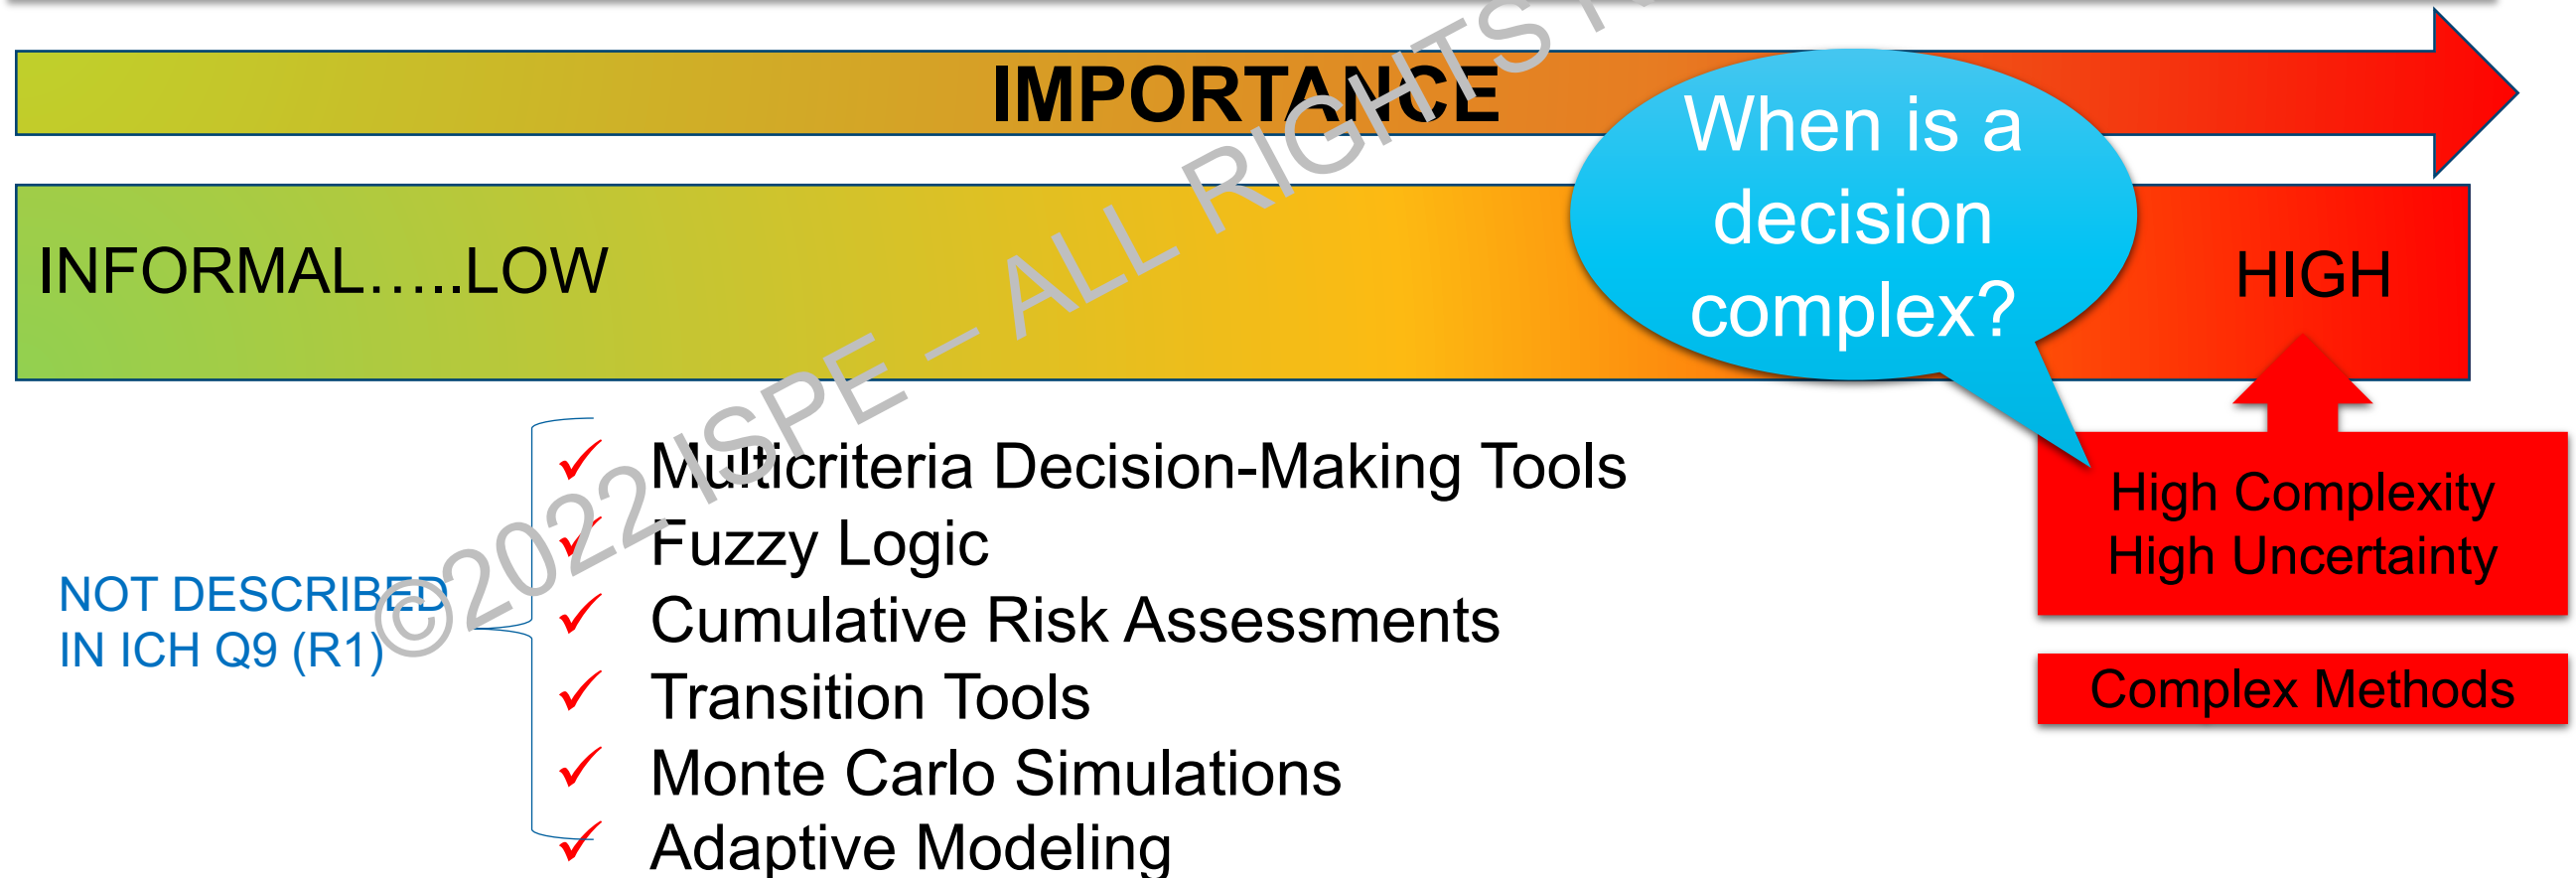 IMPORTANCE
When is a
decision
complex?
INFORMAL…..LOW
HIGH
©2022 ISPE – ALL RIGHTS
✓ Multicriteria Decision-Making Tools
✓ Fuzzy Logic
✓ Cumulative Risk Assessments
✓ Transition Tools
✓ Monte Carlo Simulations
✓ Adaptive Modeling
NOT DESCRIBED
IN ICH Q9 (R1)
High Complexity
High Uncertainty
Complex Methods